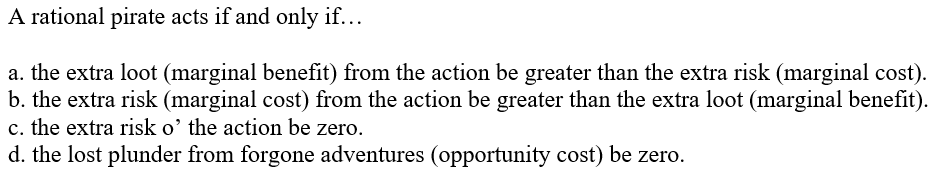 A rational pirate acts if and only if…
a. the extra loot (marginal benefit) from the action be greater than the extra risk (marginal cost).
b. the extra risk (marginal cost) from the action be greater than the extra loot (marginal benefit).
c. the extra risk o’ the action be zero.
d. the lost plunder from forgone adventures (opportunity cost) be zero.